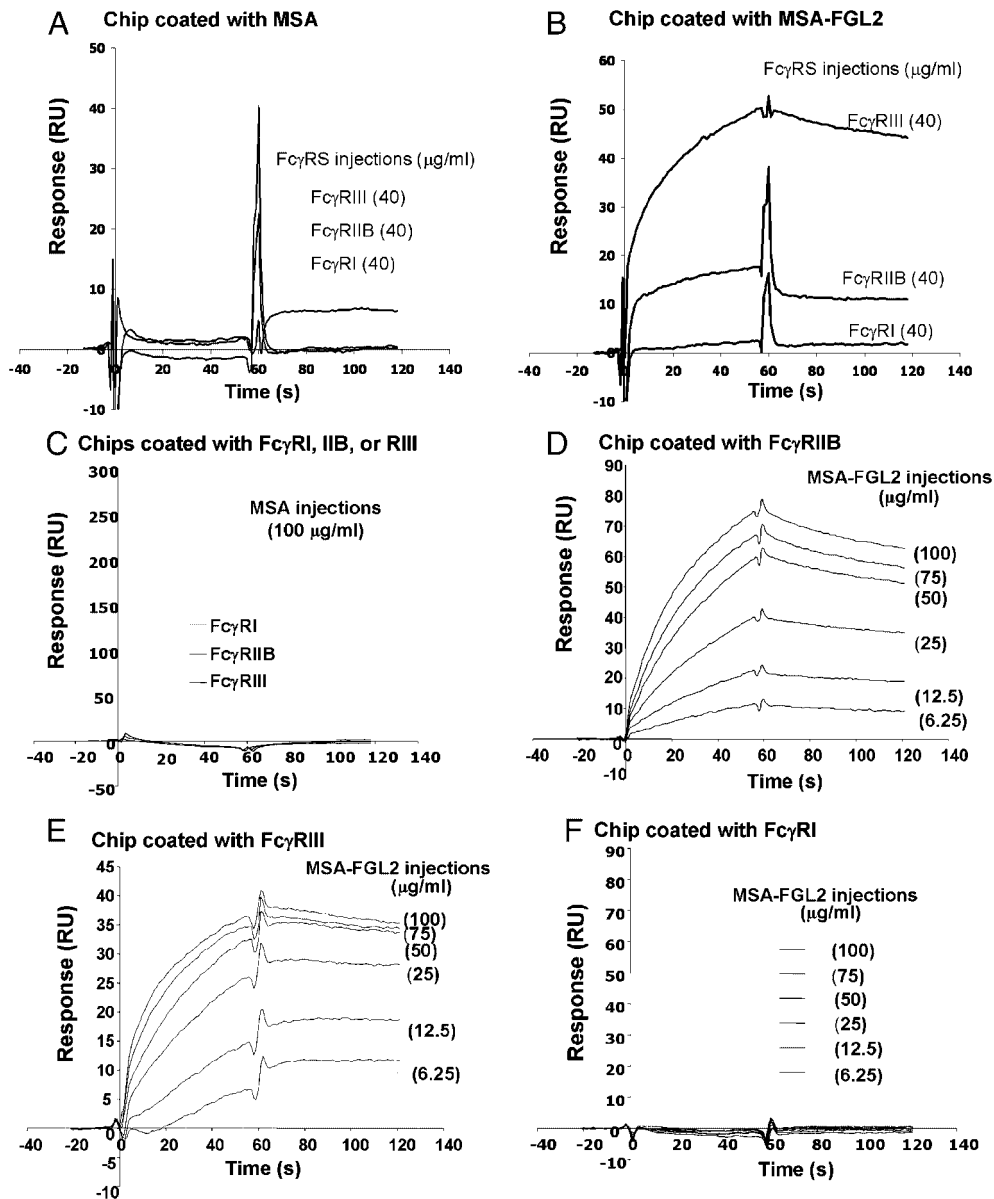 A Chip coated with MSA
50
40
30
20
10
0
-10
Response (RU)
FcγRS injections (μg/ml)
FcγRIII (40)
FcγRIIB (40)
FcγRI (40)
-40 -20 0 20 40 60 80 100 120 140
Time (s)
B Chip coated with MSA-FGL2
60
50
40
30
20
10
0
-10
Response (RU)
FcγRS injections (μg/ml)
FcγRIII (40)
FcγRIIB (40)
FcγRI (40)
-40 -20 0 20 40 60 80 100 120 140
Time (s)
C Chips coated with FcγRI, IIB, or RIII
300
250
200
150
100
50
0
-50
Response (RU)
MSA injections
(100 μg/ml)
FcγRI
FcγRIIB
FcγRIII
-40 -20 0 20 40 60 80 100 120 140
Time (s)
D Chip coated with FcγRIIB
90
80
70
60
50
40
30
20
10
0
-10
Response (RU)
MSA-FGL2 injections
(μg/ml)
(100)
(75)
(50)
(25)
(12.5)
(6.25)
-40 -20 0 20 40 60 80 100 120 140
Time (s)
E Chip coated with FcγRIII
45
40
35
30
25
20
15
10
5
0
-5
-10
Response (RU)
MSA-FGL2 injections
(μg/ml)
(100)
(75)
(50)
(25)
(12.5)
(6.25)
-40 -20 0 20 40 60 80 100 120 140
Time (s)
F Chip coated with FcγRI
90
80
70
60
50
40
30
20
10
0
-10
Response (RU)
MSA-FGL2 injections
(μg/ml)
(100)
(75)
(50)
(25)
(12.5)
(6.25)
-40 -20 0 20 40 60 80 100 120 140
Time (s)